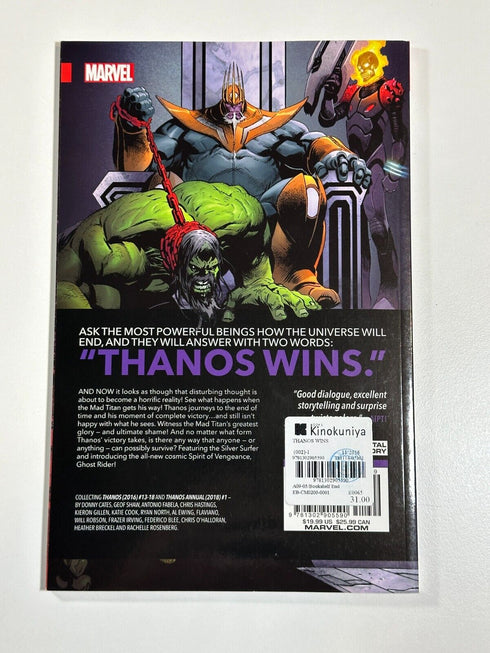 MARVEL
ASK THE MOST POWERFUL BEINGS HOW THE UNIVERSE WILL
END, AND THEY WILL ANSWER WITH TWO WORDS:
“THANOS WINS.”
AND NOW it looks as though that disturbing thought is about
to become a horrific reality! See what happens when
the Mad Titan gets his way! Thanos journeys to the end of
time and his moment of complete victory...and still isn't
happy with what he sees. Witness the Mad Titan's greatest
glory – and ultimate shame! And no matter what form
Thanos' victory takes, is there any way that anyone – or
anything – can possibly survive? Featuring the Silver Surfer
and introducing the all-new cosmic Spirit of Vengeance,
Ghost Rider!
"Good dialogue, excellent
storytelling and surprise
COLLECTING THANOS (2016) #13-18 AND THANOS ANNUAL (2018) #1 –
BY DONNY CATES, GEOF SHAW, ANTONIO FABELA, CHRIS HASTINGS,
KIERON GILLEN, KATIE COOK, RYAN NORTH, AL EWING, FLAVIANO,
WILL ROBSON, FRAZER IRVING, FEDERICO BLEE, CHRIS O'HALLORAN,
HEATHER BRECKEL AND RACHELLE ROSENBERG.
Kinokuniya
THANOS WINS
(002)-1
9781302905590
9781302905590
31.00
9 781302 905590
$19.99 US $25.99 CAN
MARVEL.COM